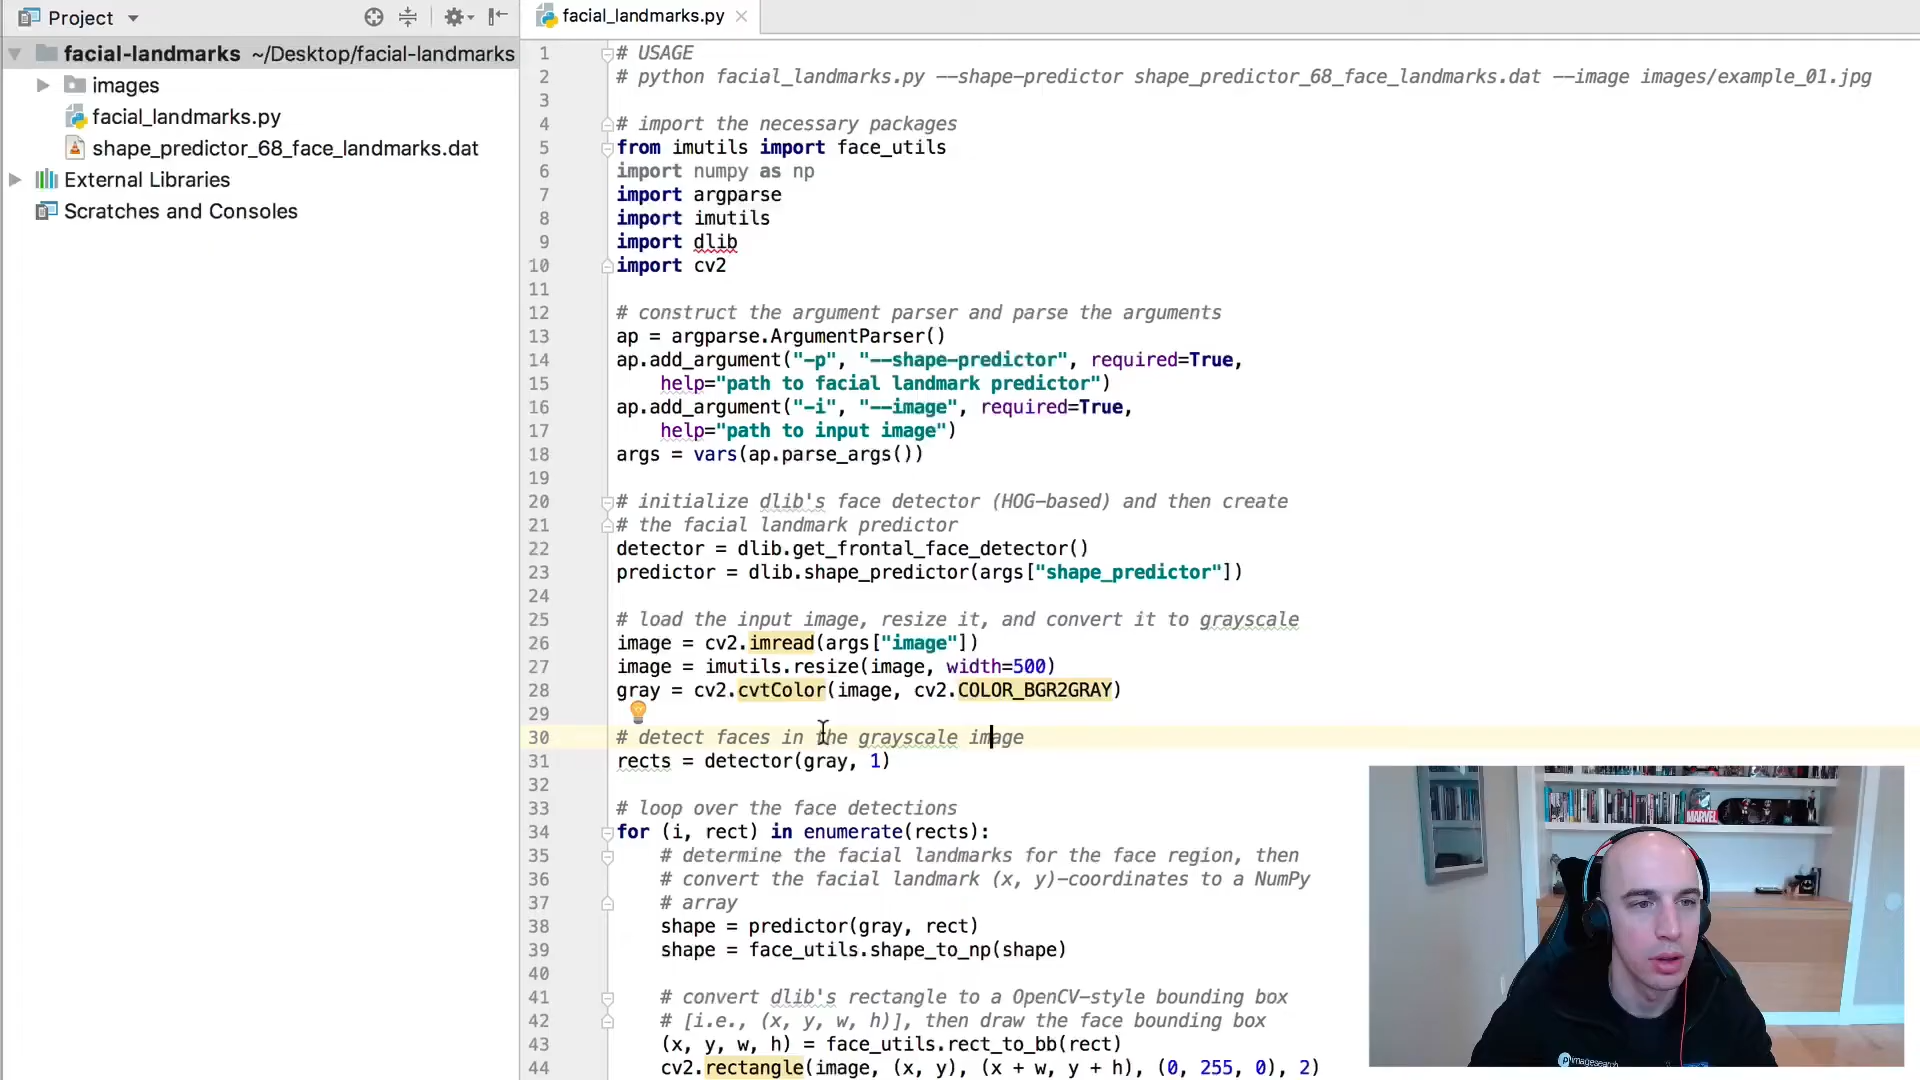 Project
facial_landmarks.py
facial-landmarks ~/Desktop/facial-landmarks
images
facial_landmarks.py
shape_predictor_68_face_landmarks.dat
External Libraries
Scratches and Consoles
1 # USAGE
2 # python facial_landmarks.py --shape-predictor shape_predictor_68_face_landmarks.dat --image images/example_01.jpg
3
4 # import the necessary packages
5 from imutils import face_utils
6 import numpy as np
7 import argparse
8 import imutils
9 import dlib
10 import cv2
11
12 # construct the argument parser and parse the arguments
13 ap = argparse.ArgumentParser()
14 ap.add_argument("-p", "--shape-predictor", required=True,
15     help="path to facial landmark predictor")
16 ap.add_argument("-i", "--image", required=True,
17     help="path to input image")
18 args = vars(ap.parse_args())
19
20 # initialize dlib's face detector (HOG-based) and then create
21 # the facial landmark predictor
22 detector = dlib.get_frontal_face_detector()
23 predictor = dlib.shape_predictor(args["shape_predictor"])
24
25 # load the input image, resize it, and convert it to grayscale
26 image = cv2.imread(args["image"])
27 image = imutils.resize(image, width=500)
28 gray = cv2.cvtColor(image, cv2.COLOR_BGR2GRAY)
29
30 # detect faces in the grayscale image
31 rects = detector(gray, 1)
32
33 # loop over the face detections
34 for (i, rect) in enumerate(rects):
35     # determine the facial landmarks for the face region, then
36     # convert the facial landmark (x, y)-coordinates to a NumPy
37     # array
38     shape = predictor(gray, rect)
39     shape = face_utils.shape_to_np(shape)
40
41     # convert dlib's rectangle to a OpenCV-style bounding box
42     # [i.e., (x, y, w, h)], then draw the face bounding box
43     (x, y, w, h) = face_utils.rect_to_bb(rect)
44     cv2.rectangle(image, (x, y), (x + w, y + h), (0, 255, 0), 2)
MARVEL
pyimagesearch